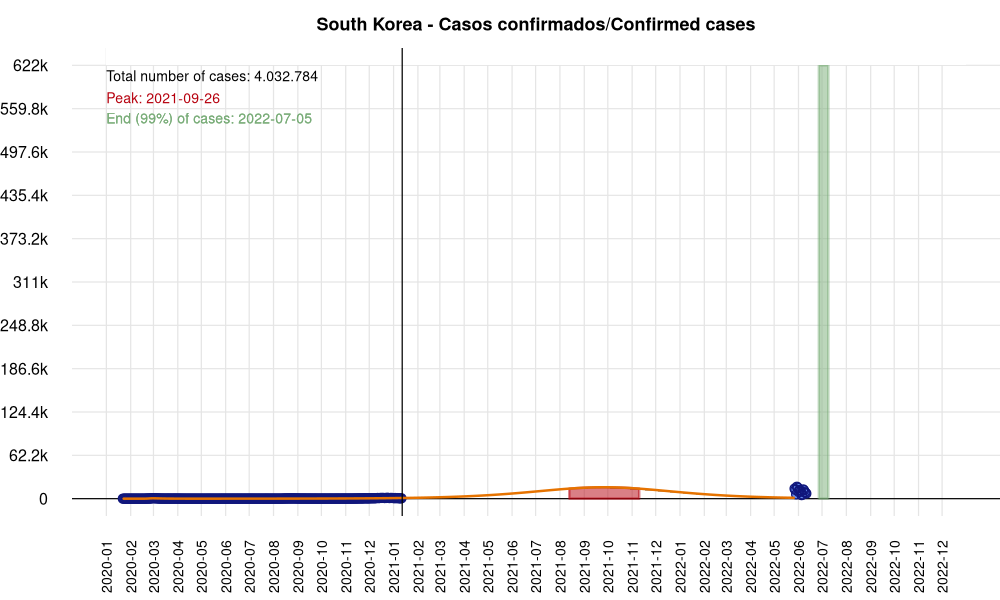 South Korea - Casos confirmados/Confirmed cases
622k
559.8k
497.6k
435.4k
373.2k
311k
248.8k
186.6k
124.4k
62.2k
0
Total number of cases: 4.032.784
Peak: 2021-09-26
End (99%) of cases: 2022-07-05
2020-01
2020-02
2020-03
2020-04
2020-05
2020-06
2020-07
2020-08
2020-09
2020-10
2020-11
2020-12
2021-01
2021-02
2021-03
2021-04
2021-05
2021-06
2021-07
2021-08
2021-09
2021-10
2021-11
2021-12
2022-01
2022-02
2022-03
2022-04
2022-05
2022-06
2022-07
2022-08
2022-09
2022-10
2022-11
2022-12